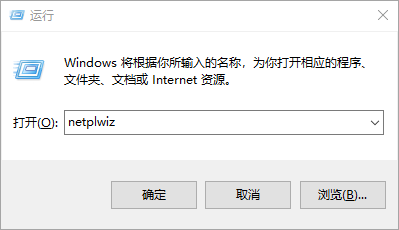 运行
Windows 将根据你所输入的名称，为你打开相应的程序、
文件夹、文档或 Internet 资源。
打开(O): netplwiz
确定 取消 浏览(B)...